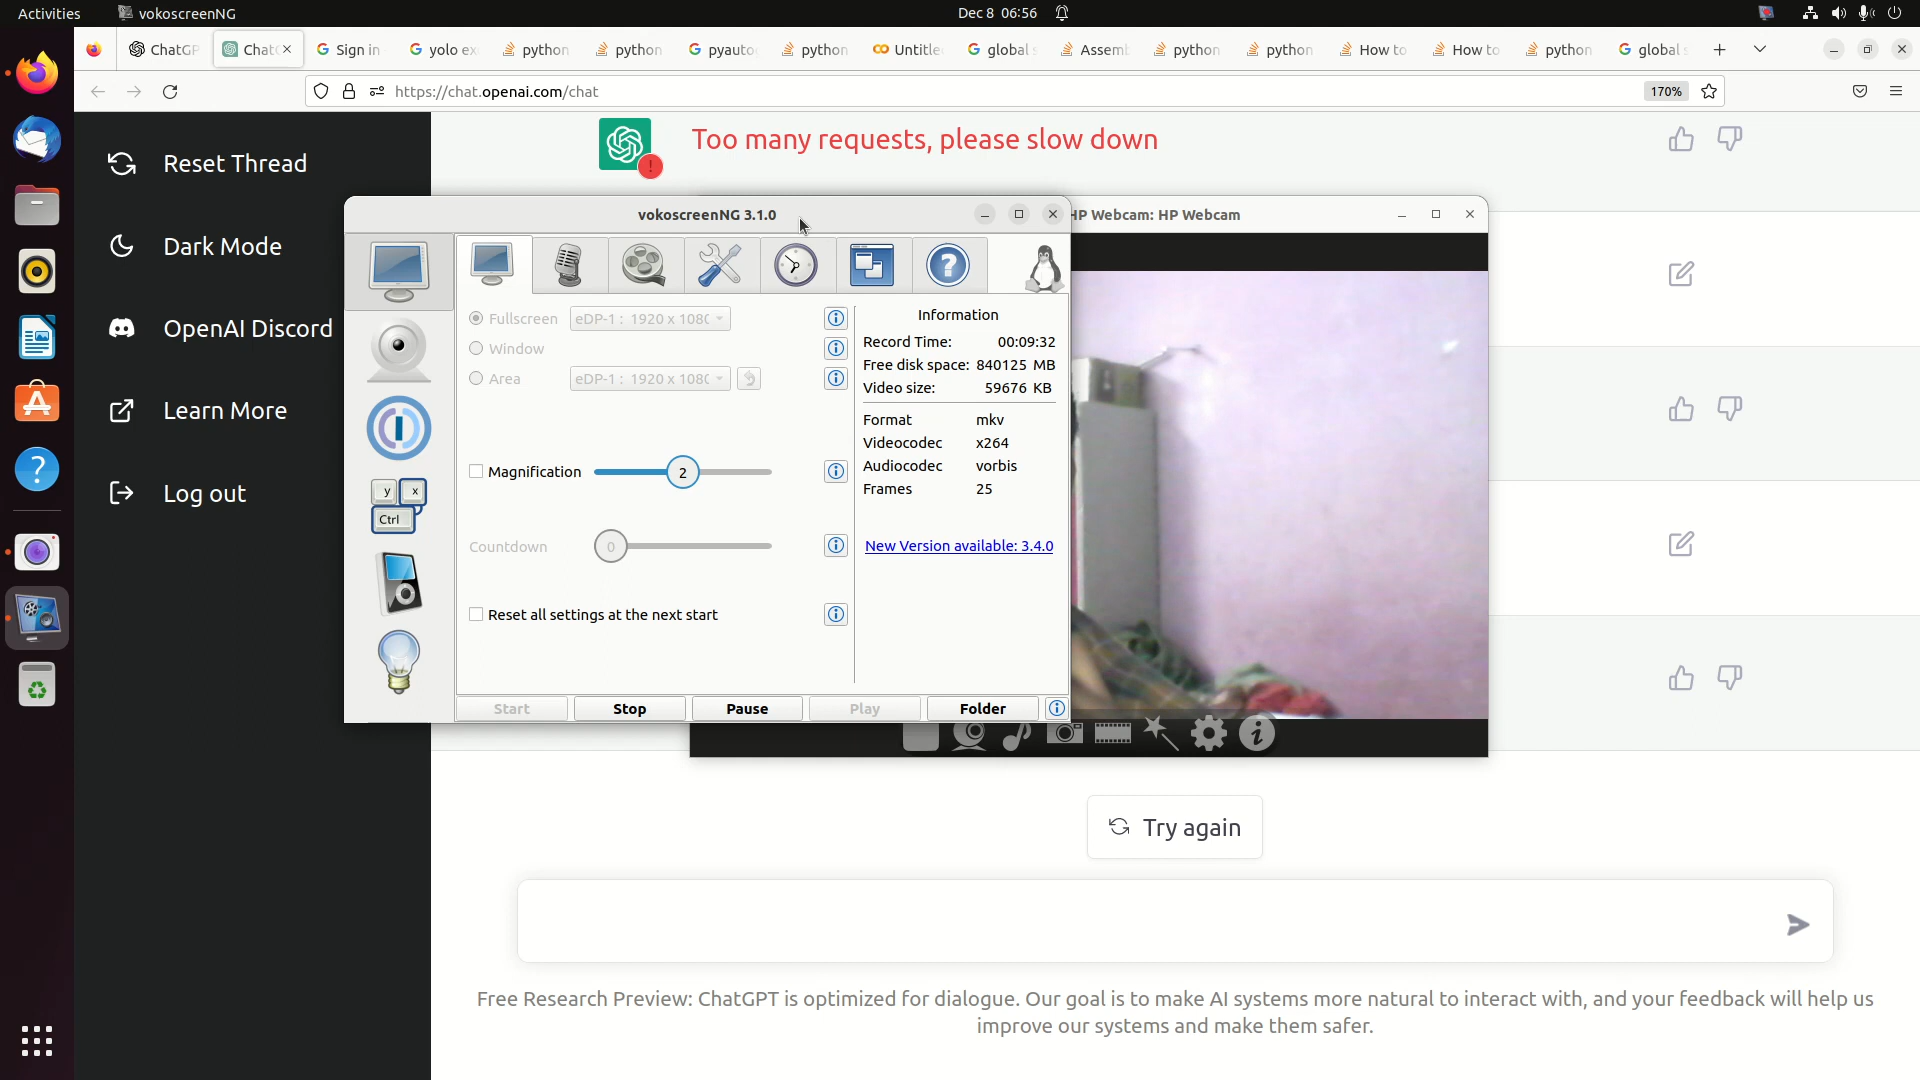 Activities
vokoscreenNG
Dec 8 06:56
ChatGP
Chat
Sign in
yolo ex
python
python
pyauto
python
Untitle
global s
Assemb
python
python
How to
How to
python
global s
https://chat.openai.com/chat
170%
Reset Thread
Dark Mode
OpenAI Discord
Learn More
Log out
Too many requests, please slow down
vokoscreenNG 3.1.0
HP Webcam: HP Webcam
Fullscreen
eDP-1 : 1920 x 108
Window
Area
eDP-1 : 1920 x 108
Magnification
2
Countdown
0
Reset all settings at the next start
y
x
Ctrl
Information
Record Time: 00:09:32
Free disk space: 840125 MB
Video size: 59676 KB
Format mkv
Videocodec x264
Audiocodec vorbis
Frames 25
New Version available: 3.4.0
Start
Stop
Pause
Play
Folder
Try again
Free Research Preview: ChatGPT is optimized for dialogue. Our goal is to make AI systems more natural to interact with, and your feedback will help us
improve our systems and make them safer.